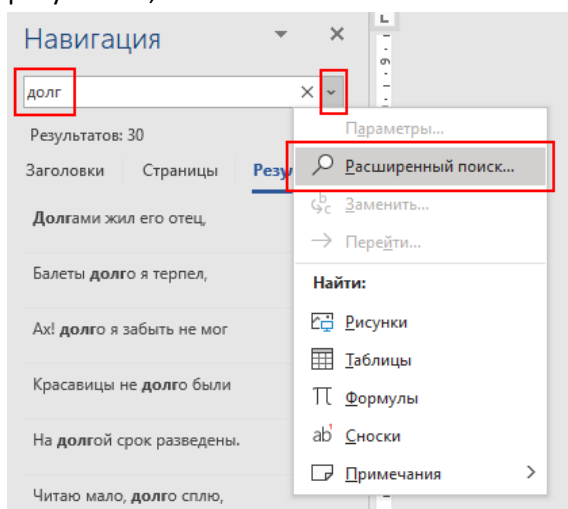 Навигация
долг
Результатов: 30
Заголовки Страницы Резу
Долгами жил его отец,
Балеты долго я терпел,
Ах! долго я забыть не мог
Красавицы не долго были
На долгой срок разведены.
Читаю мало, долго сплю,
Параметры...
Расширенный поиск...
Заменить...
Перейти...
Найти:
Рисунки
Таблицы
Формулы
Сноски
Примечания